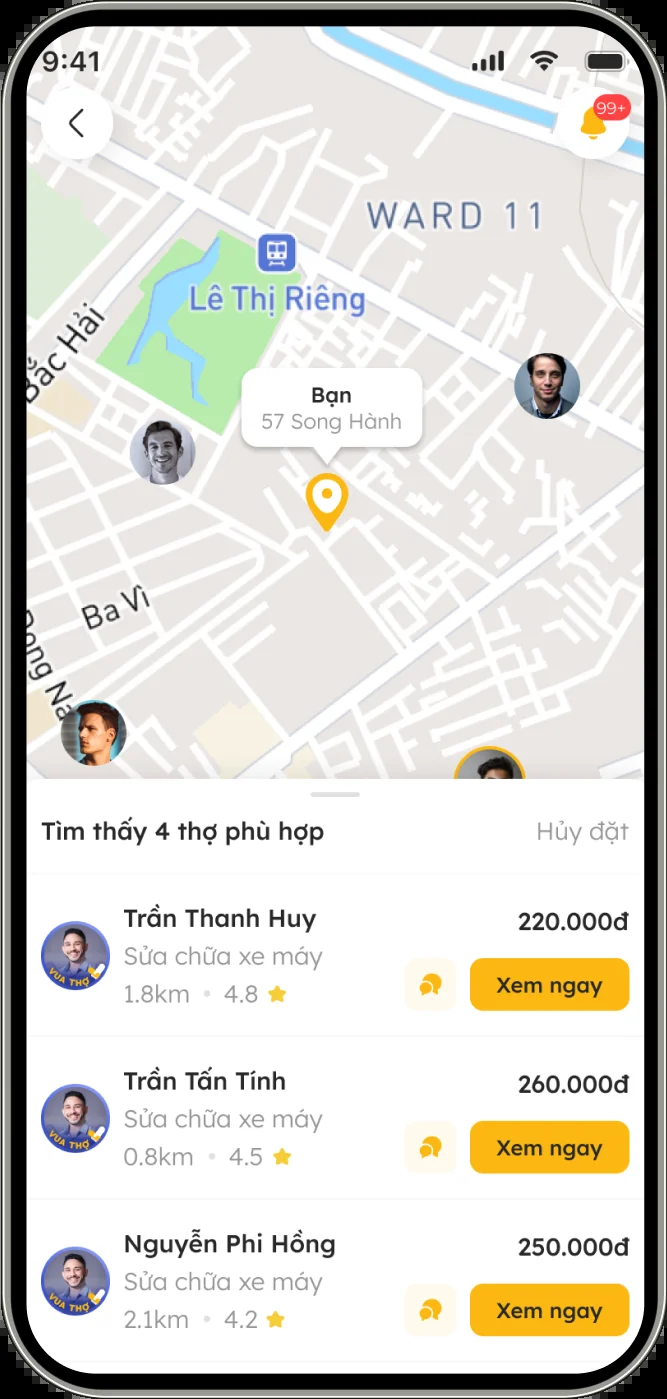 9:41
99+
WARD 11
Lê Thị Riêng
Bắc Hải
Bạn
57 Song Hành
Ba Vì
Tìm thấy 4 thợ phù hợp
Hủy đặt
Trần Thanh Huy
220.000đ
Sửa chữa xe máy
VUA THỢ
1.8km • 4.8
Xem ngay
Trần Tấn Tính
260.000đ
Sửa chữa xe máy
VUA THỢ
0.8km • 4.5
Xem ngay
Nguyễn Phi Hồng
250.000đ
Sửa chữa xe máy
VUA THỢ
2.1km • 4.2
Xem ngay